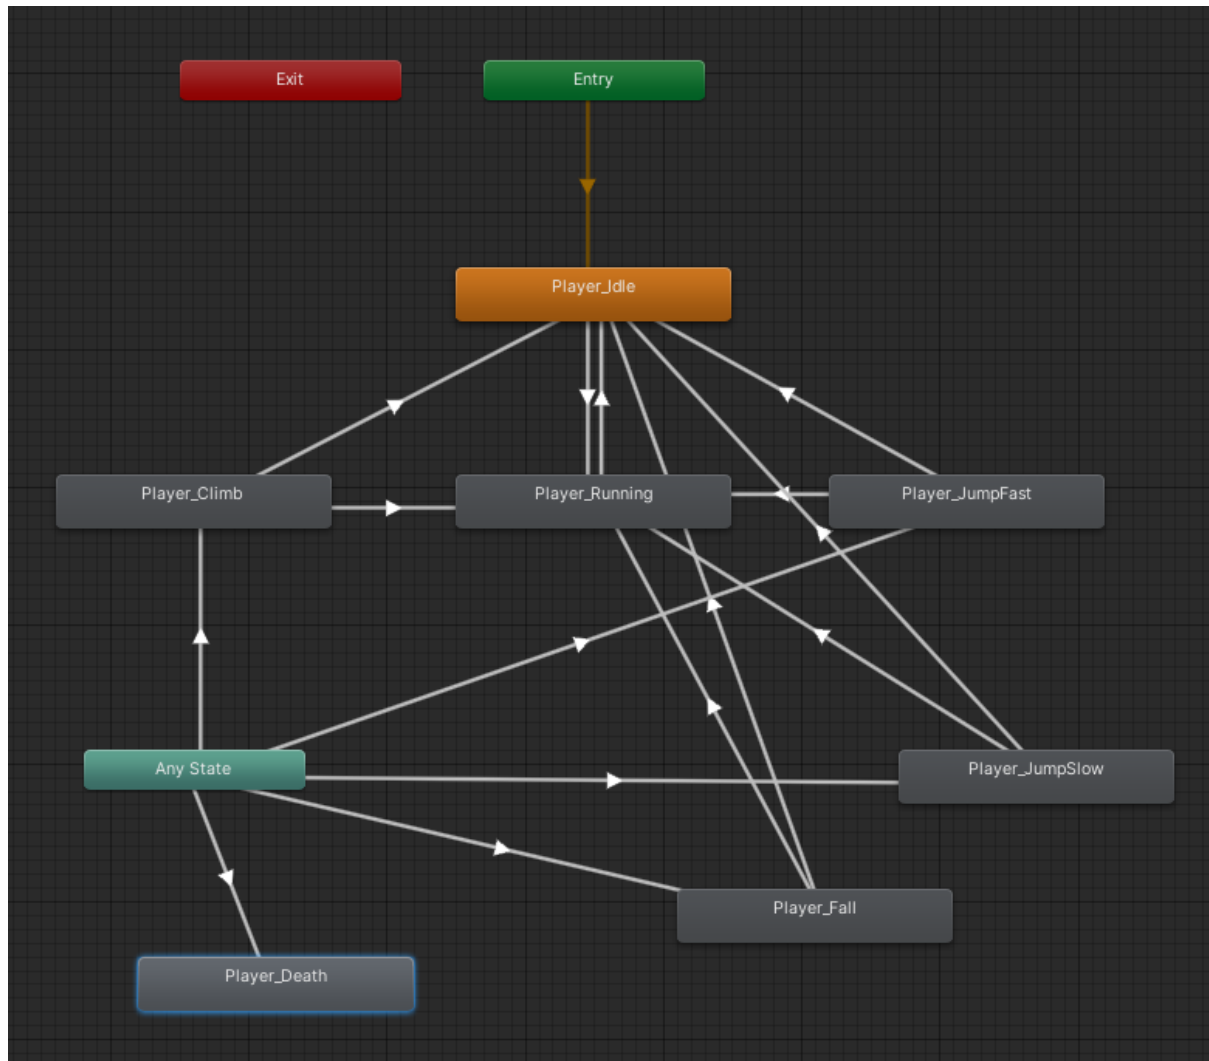 Exit
Entry
Player_Idle
Player_Climb
Player_Running
Player_JumpFast
Any State
Player_JumpSlow
Player_Fall
Player_Death